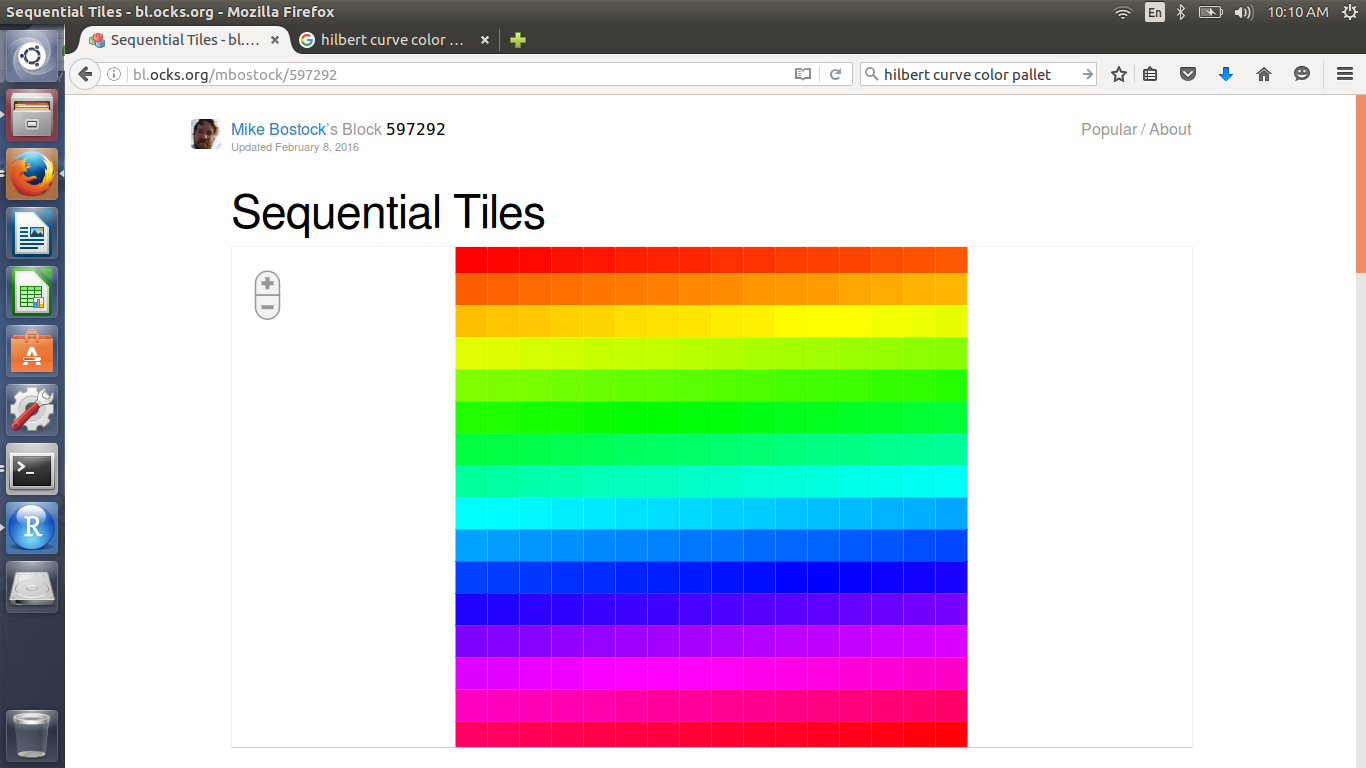 Sequential Tiles - bl.ocks.org - Mozilla Firefox
En
10:10 AM
Sequential Tiles - bl....
hilbert curve color ...
bl.ocks.org/mbostock/597292
hilbert curve color pallet
Mike Bostock's Block 597292
Popular / About
Updated February 8, 2016
Sequential Tiles